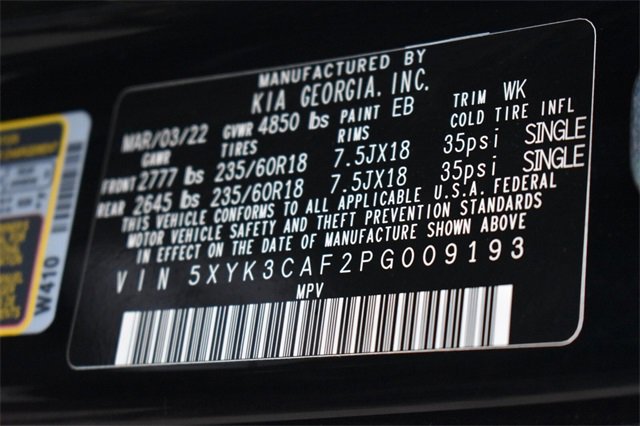 MANUFACTURED BY
KIA GEORGIA, INC.
MAR/03/22 GVWR 4850 lbs PAINT EB TRIM WK
GAWR TIRES RIMS COLD TIRE INFL
FRONT 2777 lbs 235/60R18 7.5JX18 35psi SINGLE
REAR 2645 lbs 235/60R18 7.5JX18 35psi SINGLE
THIS VEHICLE CONFORMS TO ALL APPLICABLE U.S.A. FEDERAL
MOTOR VEHICLE SAFETY AND THEFT PREVENTION STANDARDS
IN EFFECT ON THE DATE OF MANUFACTURE SHOWN ABOVE
VIN 5XYK3CAF2PG009193
MPV
W410